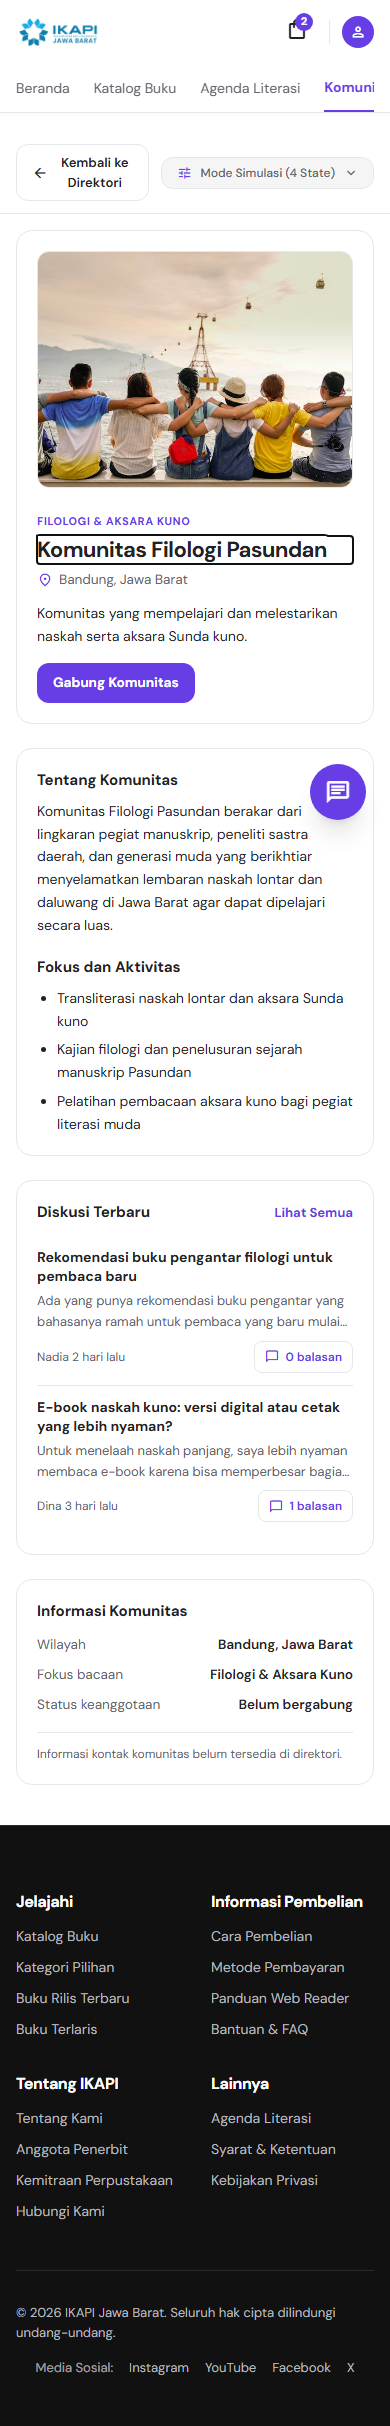 IKAPI
JAWA BARAT
2
Beranda Katalog Buku Agenda Literasi Komuni
Kembali ke
Direktori
Mode Simulasi (4 State)
FILOLOGI & AKSARA KUNO
Komunitas Filologi Pasundan
Bandung, Jawa Barat
Komunitas yang mempelajari dan melestarikan
naskah serta aksara Sunda kuno.
Gabung Komunitas
Tentang Komunitas
Komunitas Filologi Pasundan berakar dari
lingkaran pegiat manuskrip, peneliti sastra
daerah, dan generasi muda yang berikhtiar
menyelamatkan lembaran naskah lontar dan
daluwang di Jawa Barat agar dapat dipelajari
secara luas.
Fokus dan Aktivitas
• Transliterasi naskah lontar dan aksara Sunda
kuno
• Kajian filologi dan penelusuran sejarah
manuskrip Pasundan
• Pelatihan pembacaan aksara kuno bagi pegiat
literasi muda
Diskusi Terbaru Lihat Semua
Rekomendasi buku pengantar filologi untuk
pembaca baru
Ada yang punya rekomendasi buku pengantar yang
bahasanya ramah untuk pembaca yang baru mulai...
Nadia 2 hari lalu 0 balasan
E-book naskah kuno: versi digital atau cetak
yang lebih nyaman?
Untuk menelaah naskah panjang, saya lebih nyaman
membaca e-book karena bisa memperbesar bagia...
Dina 3 hari lalu 1 balasan
Informasi Komunitas
Wilayah Bandung, Jawa Barat
Fokus bacaan Filologi & Aksara Kuno
Status keanggotaan Belum bergabung
Informasi kontak komunitas belum tersedia di direktori.
Jelajahi
Katalog Buku
Kategori Pilihan
Buku Rilis Terbaru
Buku Terlaris
Informasi Pembelian
Cara Pembelian
Metode Pembayaran
Panduan Web Reader
Bantuan & FAQ
Tentang IKAPI
Tentang Kami
Anggota Penerbit
Kemitraan Perpustakaan
Hubungi Kami
Lainnya
Agenda Literasi
Syarat & Ketentuan
Kebijakan Privasi
© 2026 IKAPI Jawa Barat. Seluruh hak cipta dilindungi
undang-undang.
Media Sosial: Instagram YouTube Facebook X